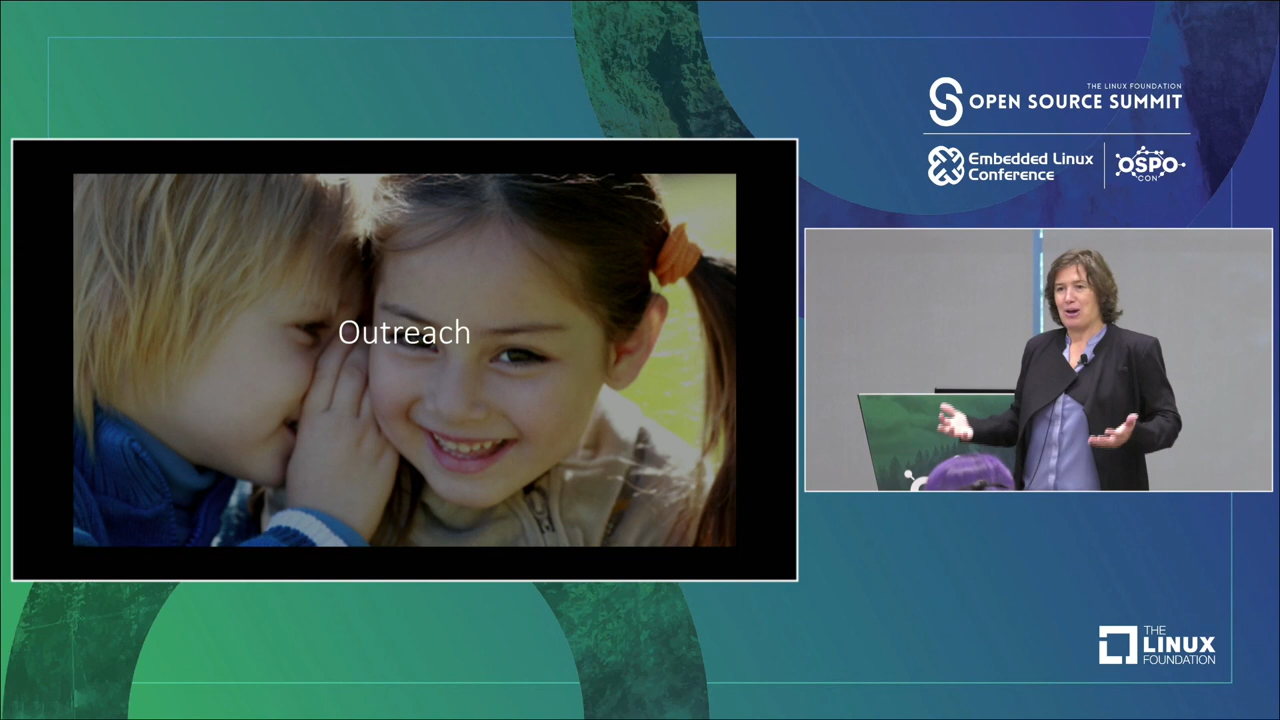 Outreach
THE LINUX FOUNDATION
OPEN SOURCE SUMMIT
Embedded Linux
Conference
OSPO
CON
THE
LINUX
FOUNDATION